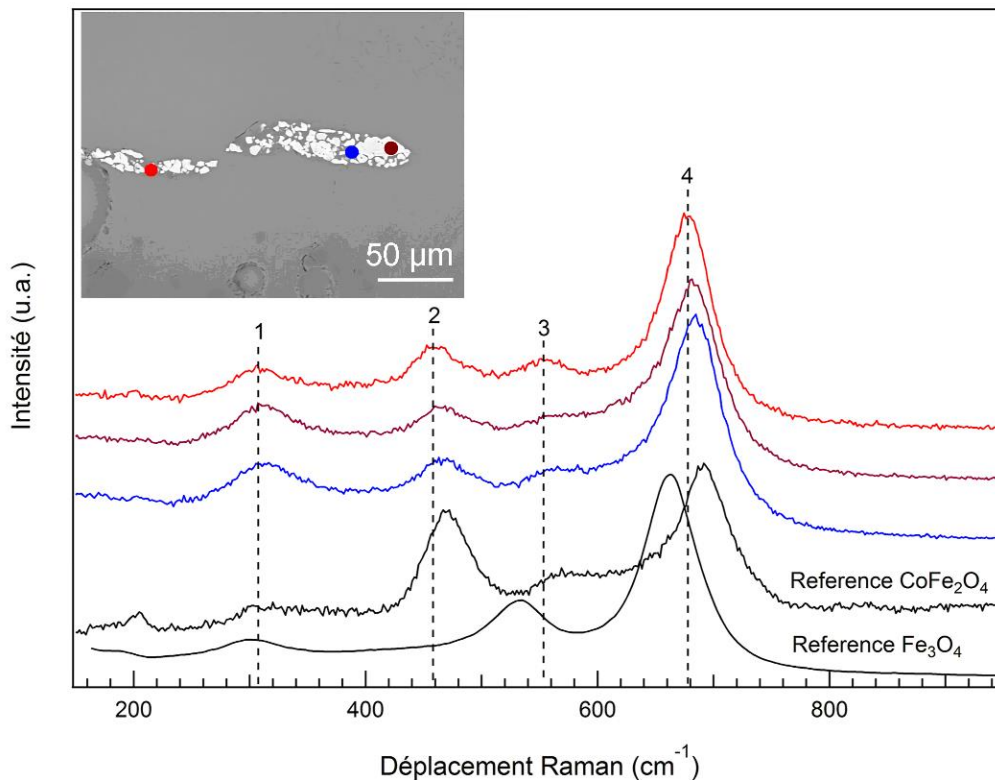 50 µm
4
1
2
3
Intensité (u.a.)
Reference CoFe₂O₄
Reference Fe₃O₄
200
400
600
800
Déplacement Raman (cm⁻¹)